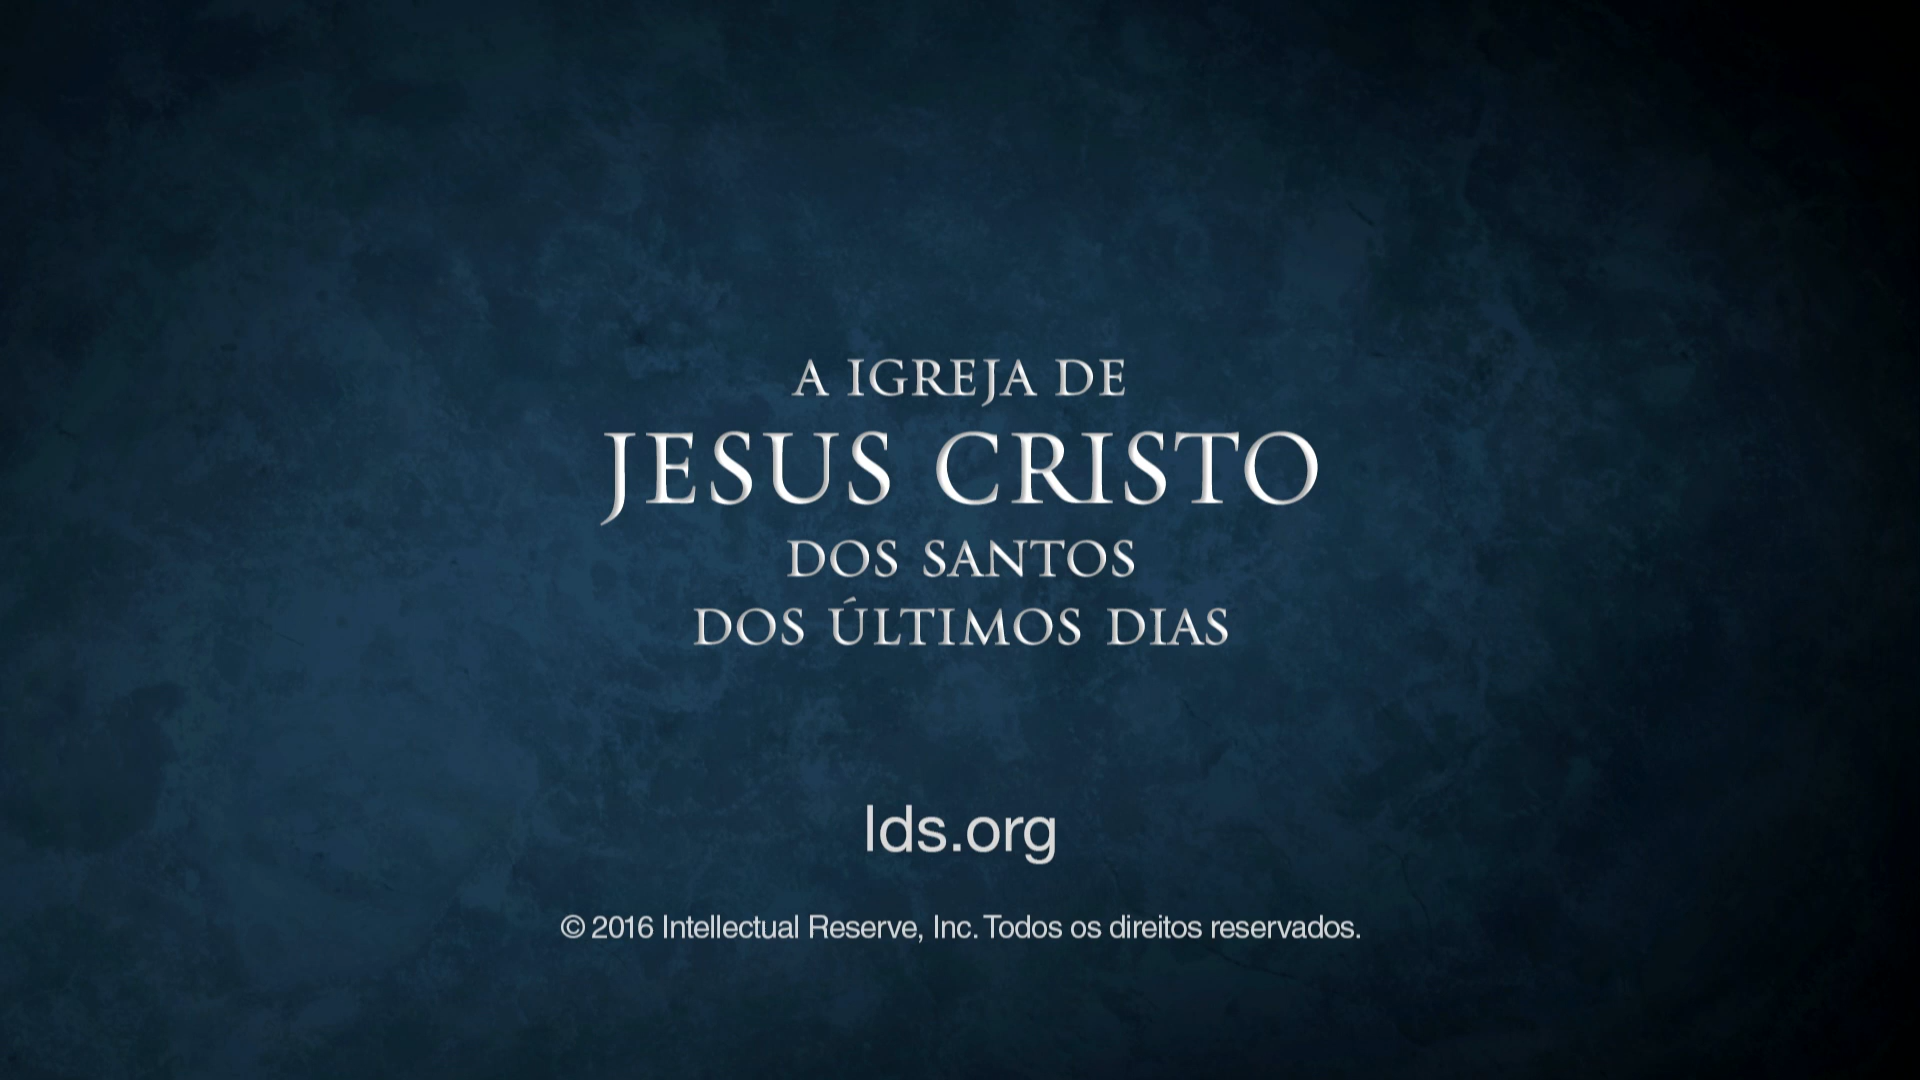 A IGREJA DE
JESUS CRISTO
DOS SANTOS
DOS ÚLTIMOS DIAS
lds.org
© 2016 Intellectual Reserve, Inc. Todos os direitos reservados.